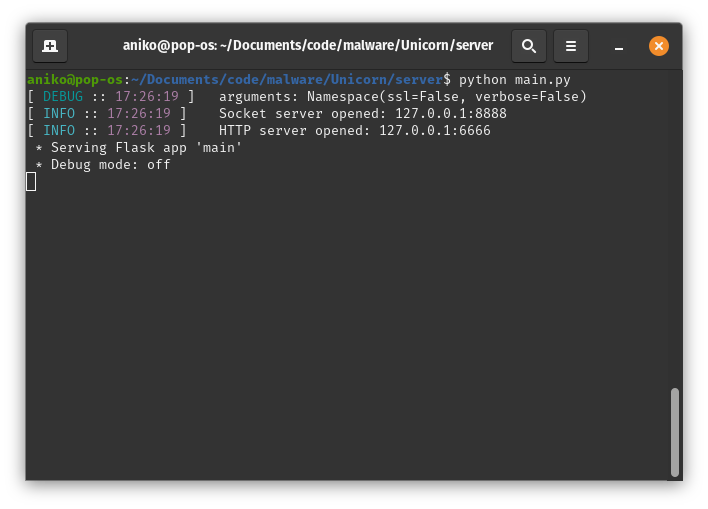 aniko@pop-os: ~/Documents/code/malware/Unicorn/server
aniko@pop-os:~/Documents/code/malware/Unicorn/server$ python main.py
[ DEBUG :: 17:26:19 ]   arguments: Namespace(ssl=False, verbose=False)
[ INFO :: 17:26:19 ]    Socket server opened: 127.0.0.1:8888
[ INFO :: 17:26:19 ]    HTTP server opened: 127.0.0.1:6666
 * Serving Flask app 'main'
 * Debug mode: off